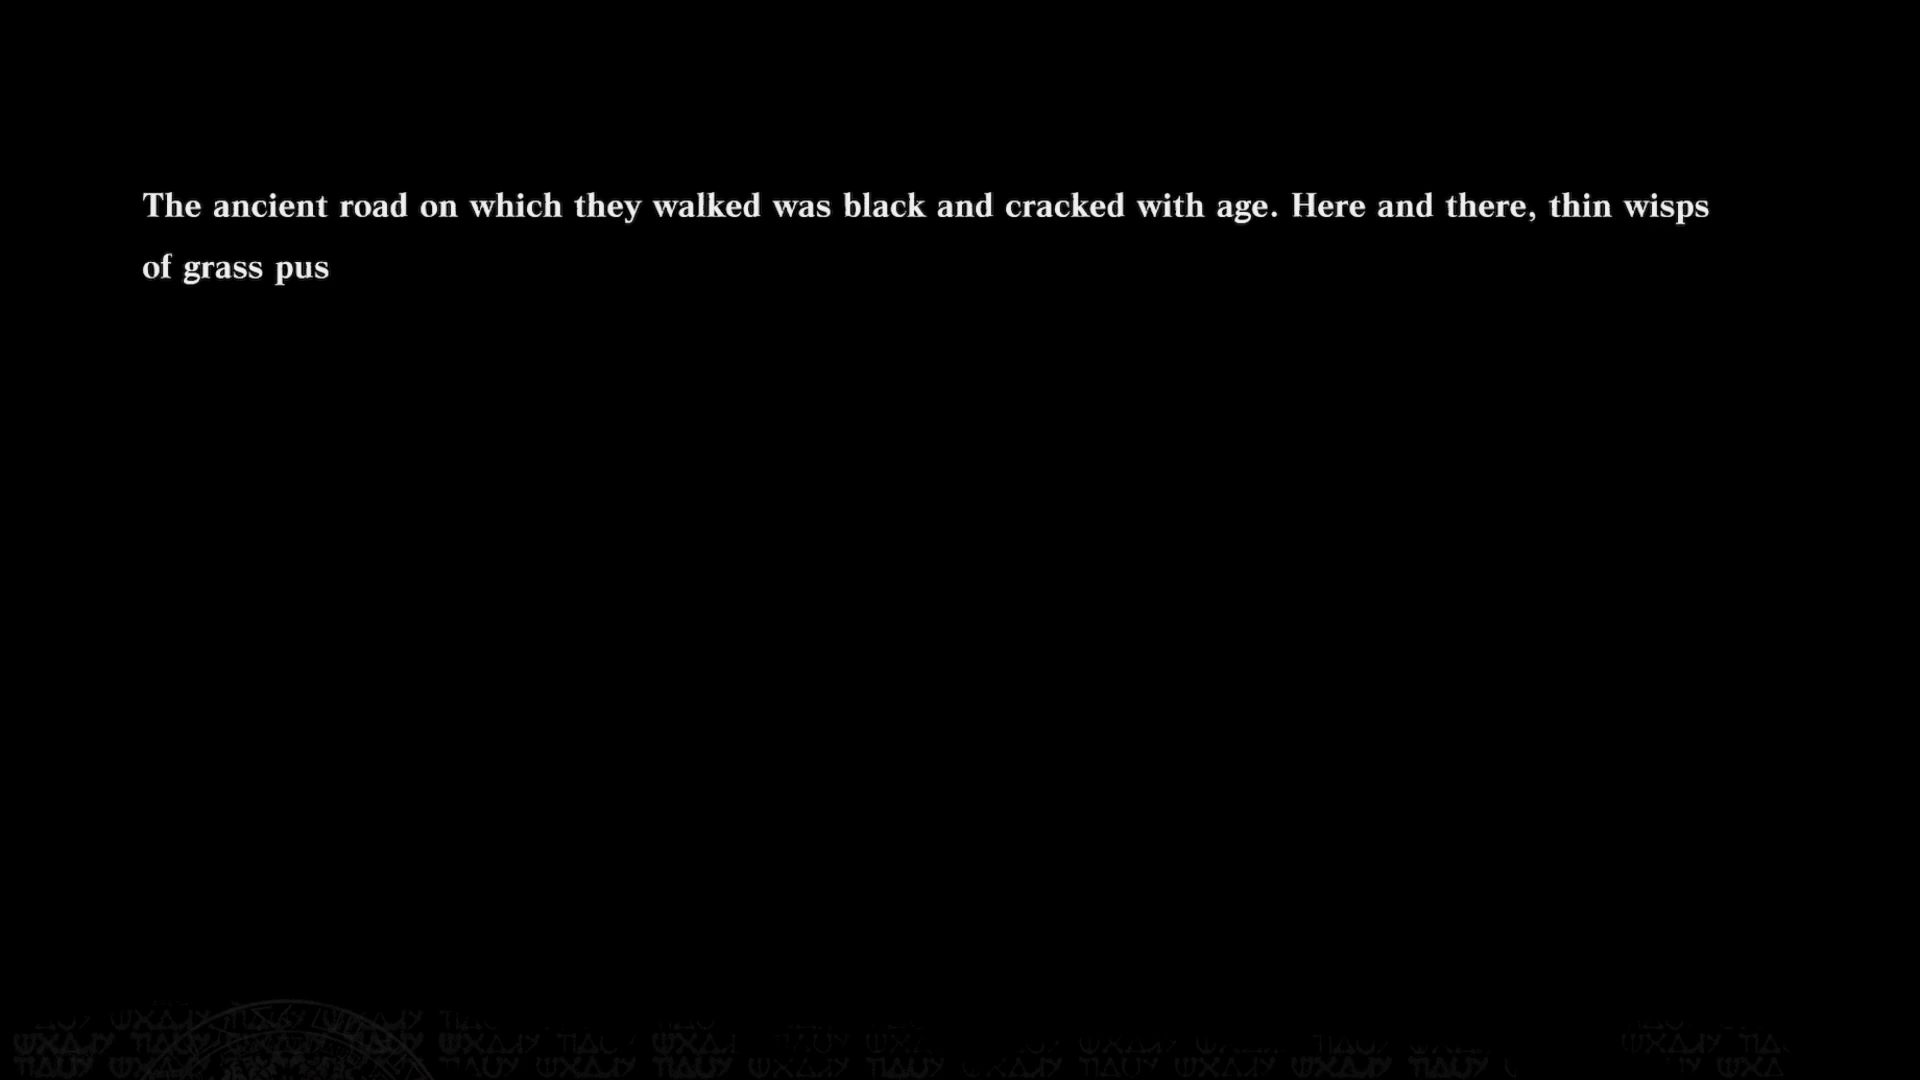 The ancient road on which they walked was black and cracked with age. Here and there, thin wisps
of grass pus